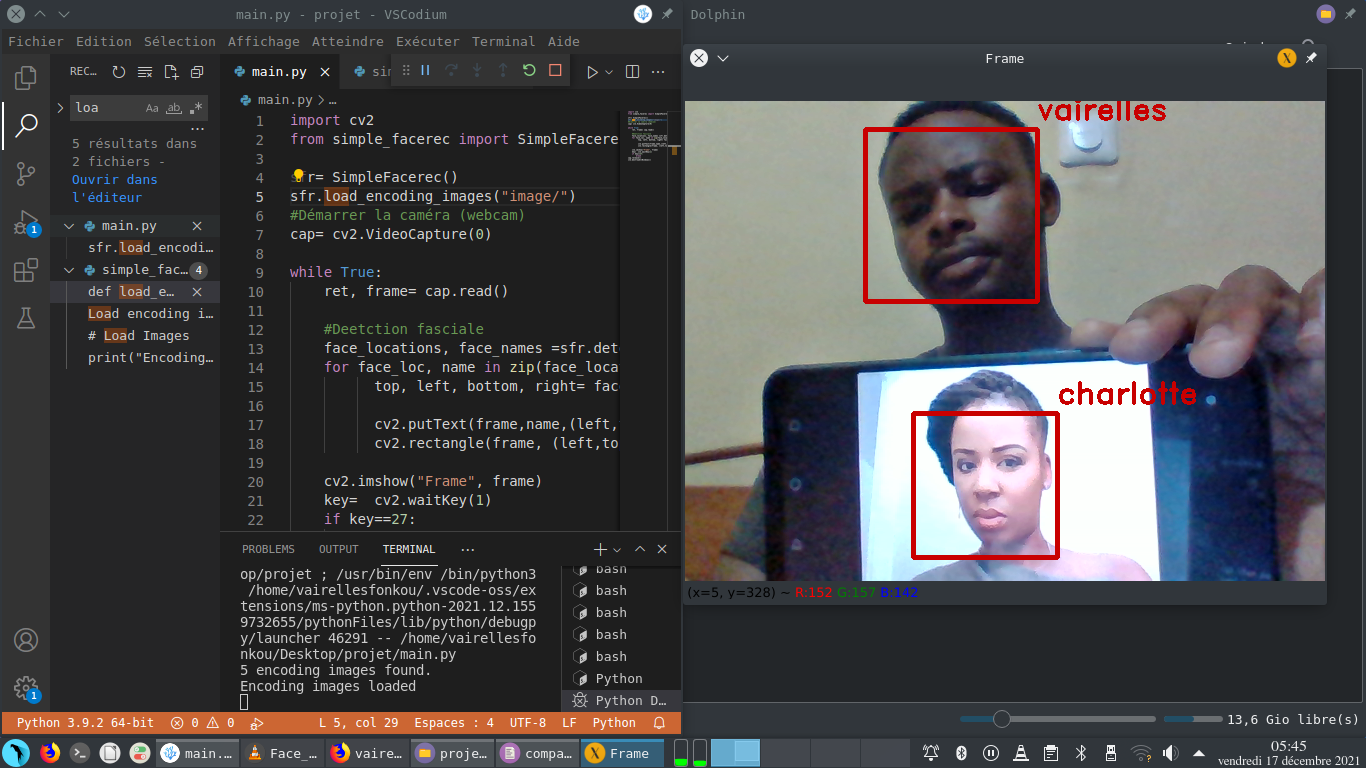 main.py - projet - VSCodium
Dolphin
Fichier Edition Sélection Affichage Atteindre Exécuter Terminal Aide
REC...
main.py
main.py > ...
loa
Aa ab
5 résultats dans
2 fichiers -
Ouvrir dans
l'éditeur
main.py
sfr.load_encodi...
simple_fac... 4
def load_e...
Load encoding i...
# Load Images
print("Encoding...
1 import cv2
2 from simple_facerec import SimpleFacerec
3
4 sfr= SimpleFacerec()
5 sfr.load_encoding_images("image/")
6 #Démarrer la caméra (webcam)
7 cap= cv2.VideoCapture(0)
8
9 while True:
10 ret, frame= cap.read()
11
12 #Deetction fasciale
13 face_locations, face_names =sfr.det
14 for face_loc, name in zip(face_loca
15 top, left, bottom, right= fac
16
17 cv2.putText(frame,name,(left,
18 cv2.rectangle(frame, (left,to
19
20 cv2.imshow("Frame", frame)
21 key= cv2.waitKey(1)
22 if key==27:
1
1
PROBLEMS OUTPUT TERMINAL ...
op/projet ; /usr/bin/env /bin/python3
/home/vairellesfonkou/.vscode-oss/ex
tensions/ms-python.python-2021.12.155
9732655/pythonFiles/lib/python/debugp
y/launcher 46291 -- /home/vairellesfo
nkou/Desktop/projet/main.py
5 encoding images found.
Encoding images loaded
bash
bash
bash
bash
bash
Python
Python D...
Python 3.9.2 64-bit 0 0 L 5, col 29 Espaces : 4 UTF-8 LF Python
Frame
vairelles
charlotte
(x=5, y=328) ~ R:152 G:157 B:142
13,6 Gio libre(s)
main.... Face_... vaire... proje... compa... Frame
05:45
vendredi 17 décembre 2021